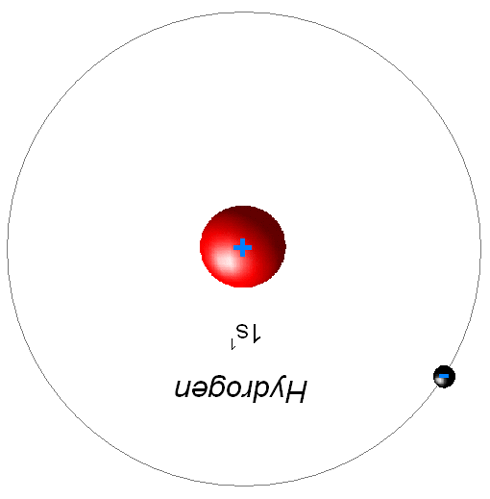 Hydrogen
-
1s¹
+